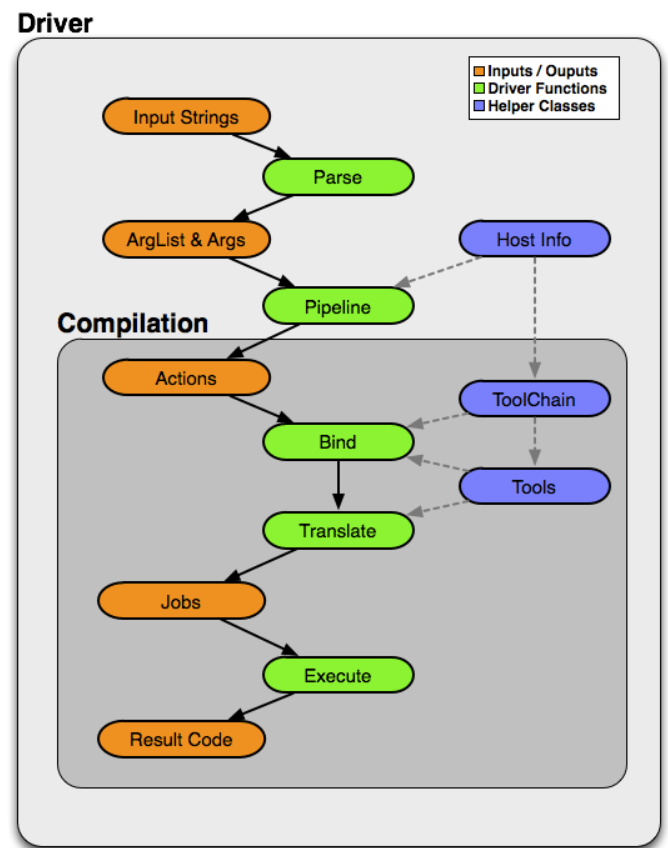 Driver
Inputs / Ouputs
Driver Functions
Helper Classes
Input Strings
Parse
ArgList & Args
Host Info
Pipeline
Compilation
Actions
ToolChain
Bind
Tools
Translate
Jobs
Execute
Result Code